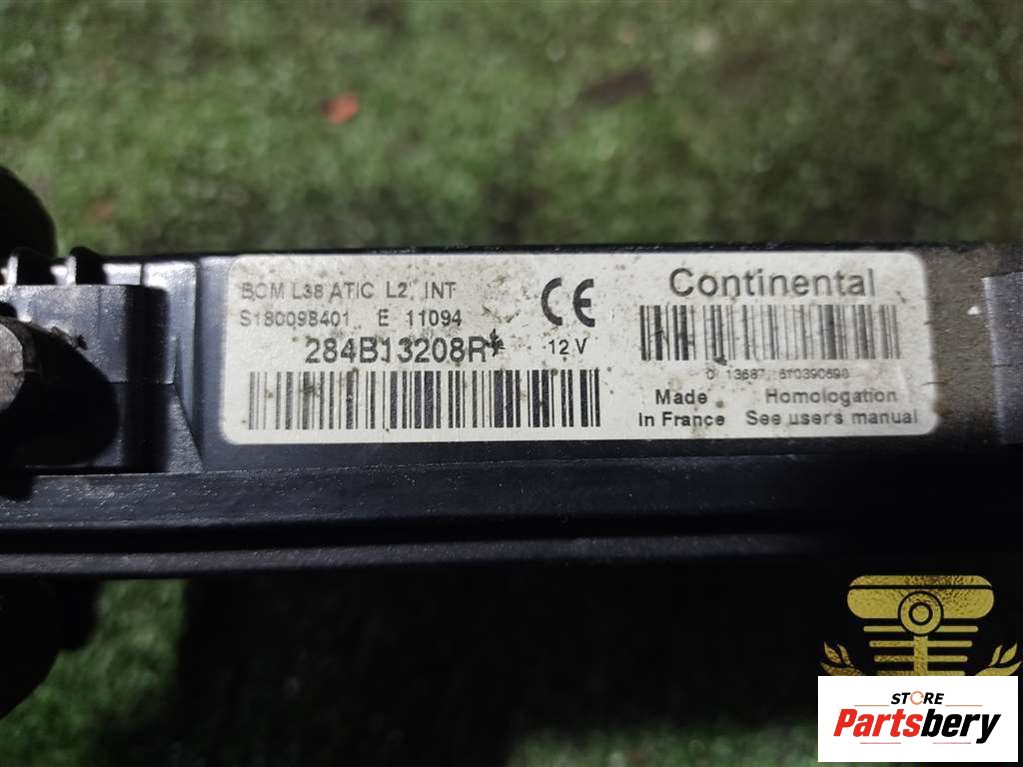 BCM L38 ATIC L2 INT
S180098401 E 11094
284B13208R*
12 V
CE
Continental
Made In France
Homologation See user's manual
STORE
Partsbery